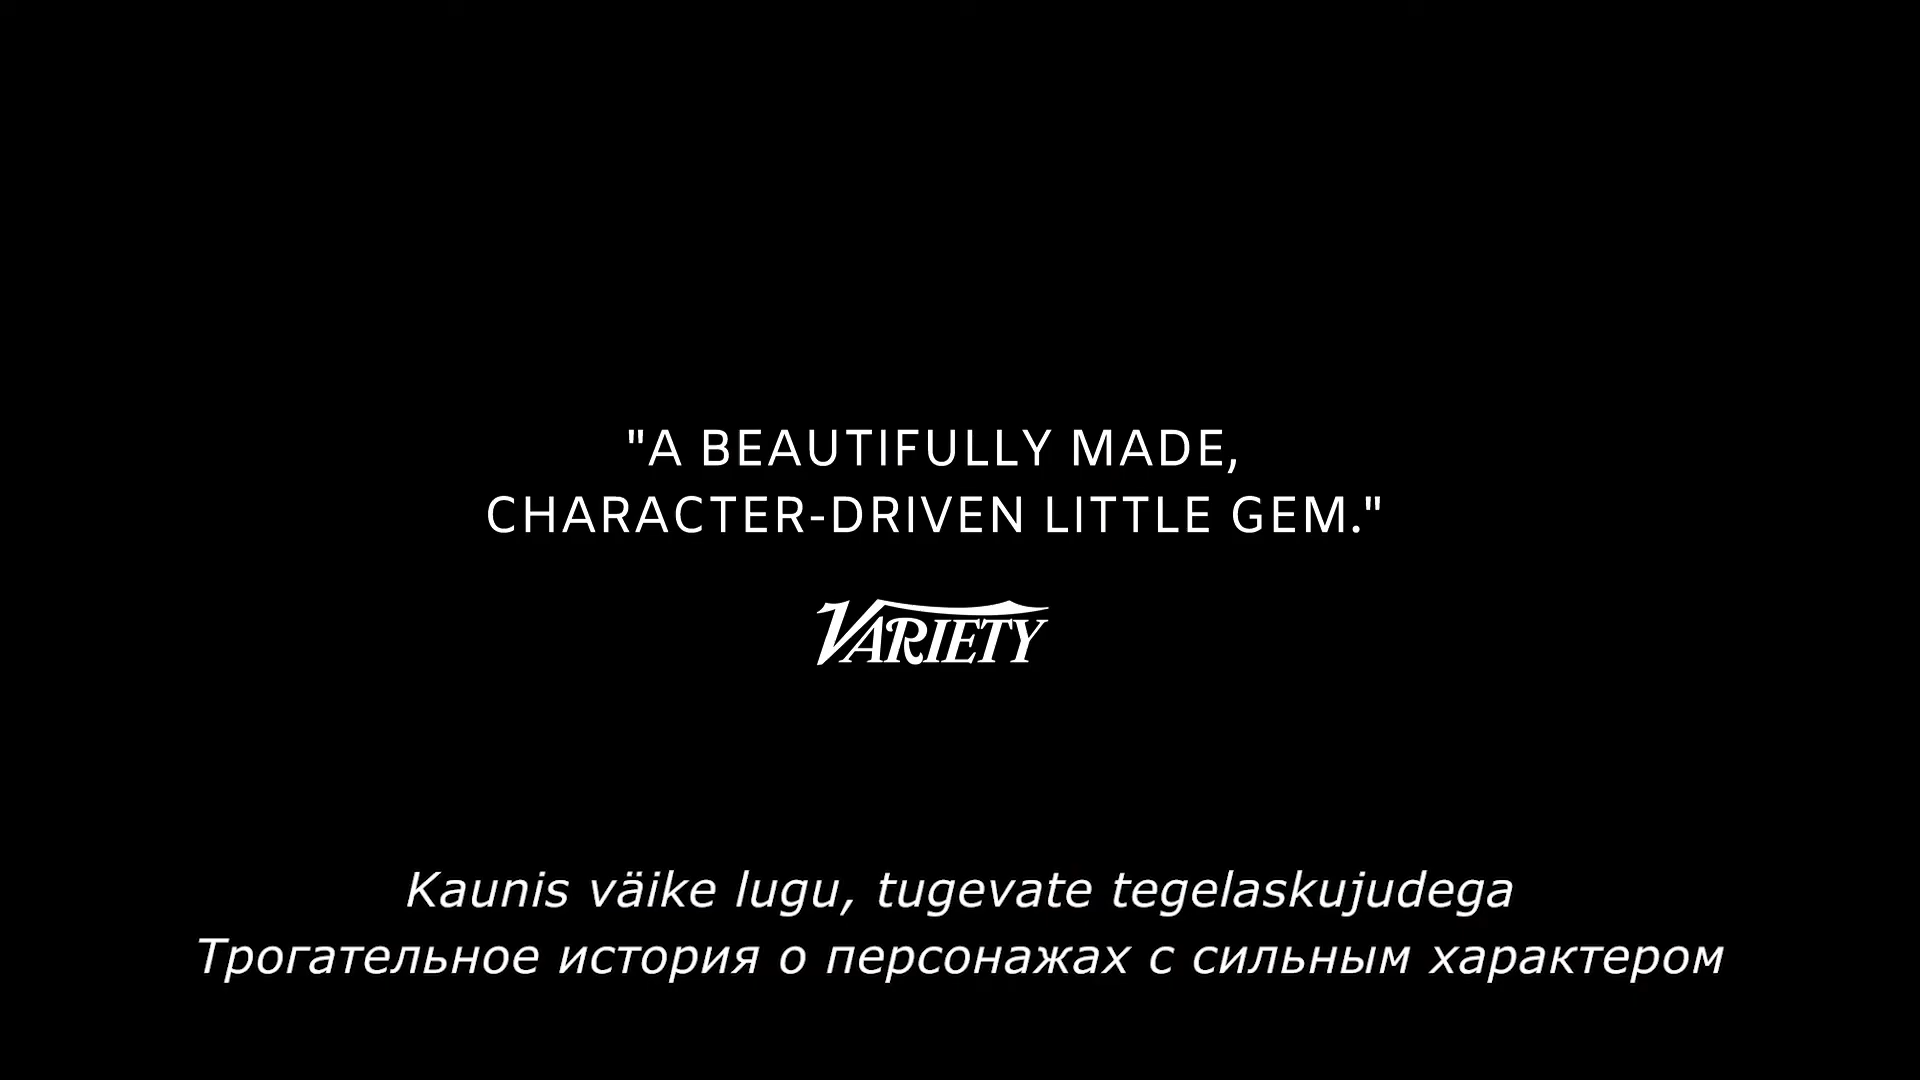 "A BEAUTIFULLY MADE,
CHARACTER-DRIVEN LITTLE GEM."
VARIETY
Kaunis väike lugu, tugevate tegelaskujudega
Трогательное история о персонажах с сильным характером